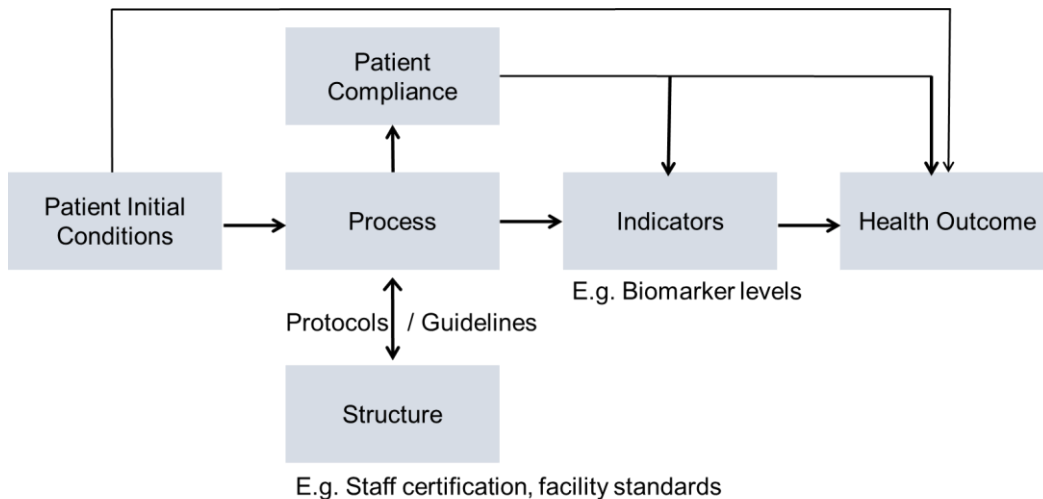 Patient
Compliance
Patient Initial
Conditions
Process
Indicators
Health Outcome
E.g. Biomarker levels
Protocols / Guidelines
Structure
E.g. Staff certification, facility standards